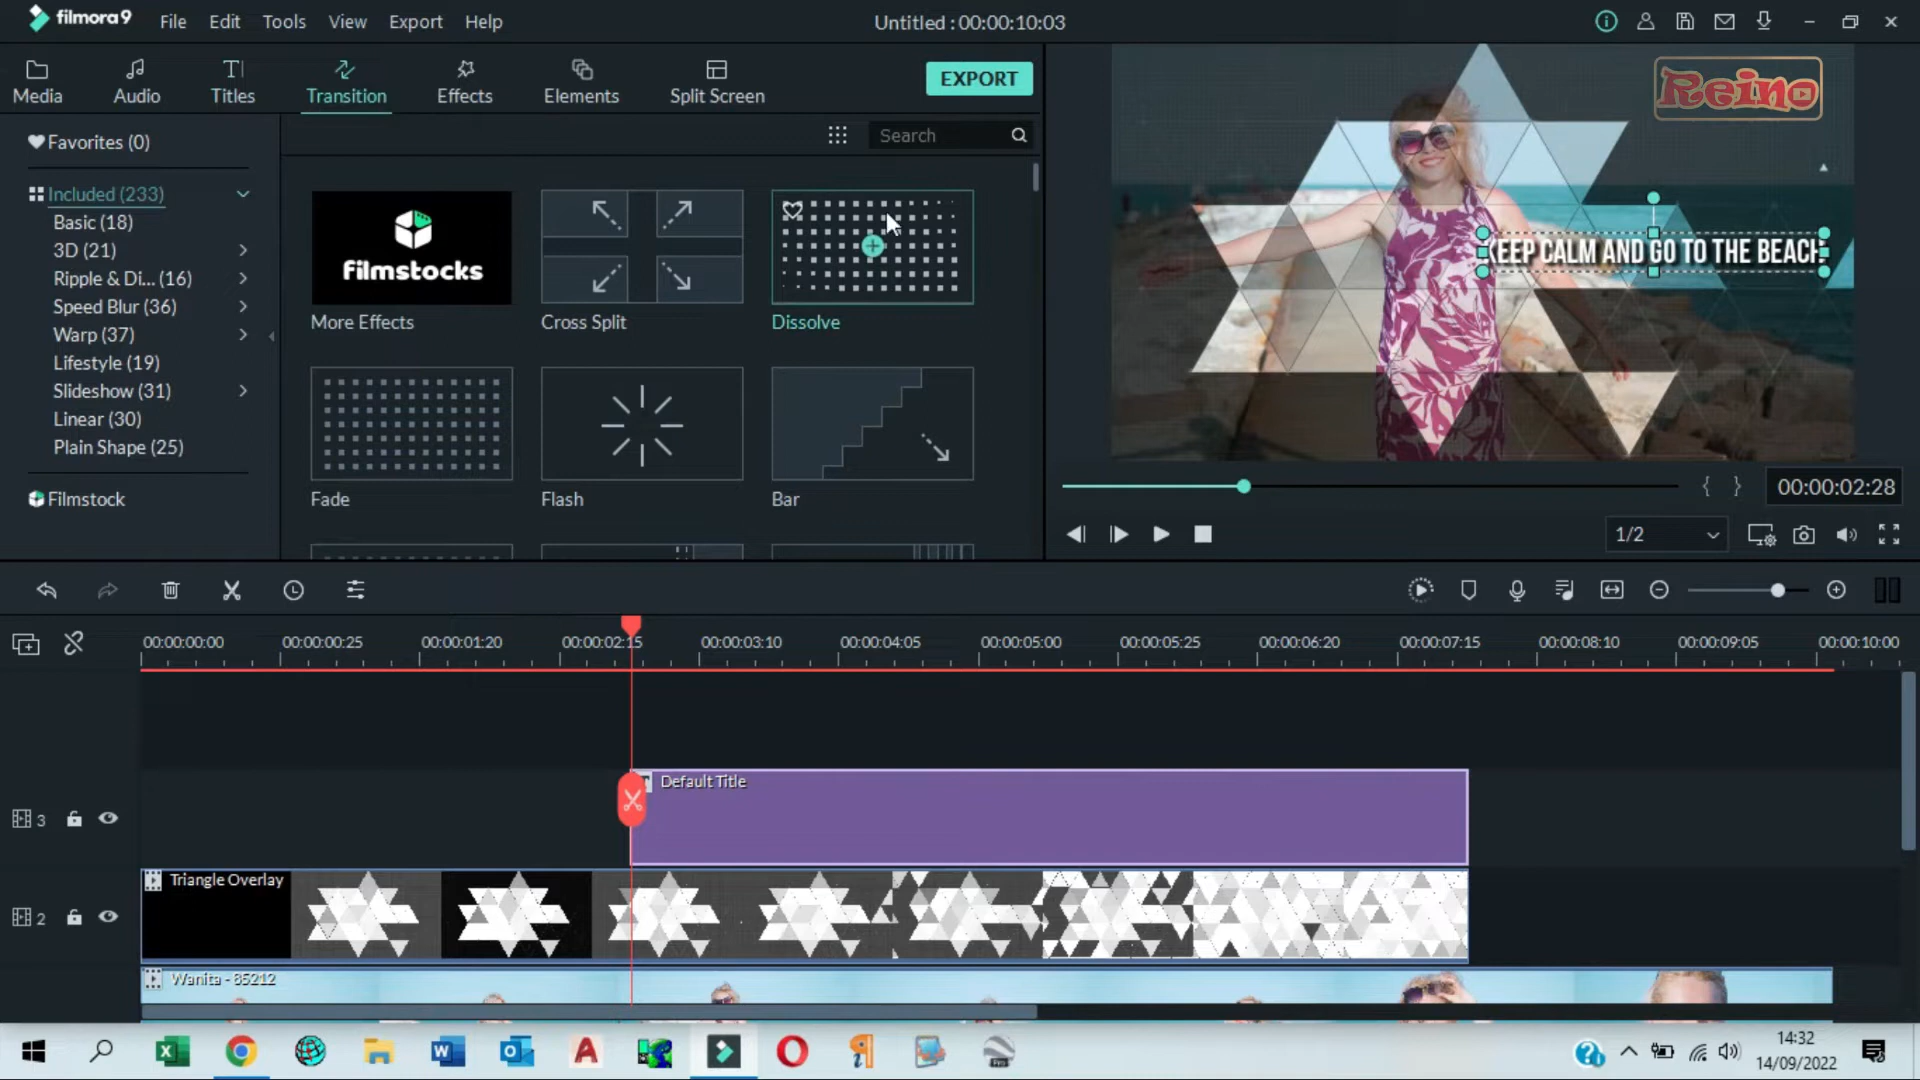 filmora9
File
Edit
Tools
View
Export
Help
Untitled : 00:00:10:03
Media
Audio
Titles
Transition
Effects
Elements
Split Screen
EXPORT
Reino
Favorites (0)
Search
Included (233)
Basic (18)
3D (21)
Ripple & Di... (16)
Speed Blur (36)
Warp (37)
Lifestyle (19)
Slideshow (31)
Linear (30)
Plain Shape (25)
Filmstock
filmstocks
More Effects
Cross Split
Dissolve
Fade
Flash
Bar
KEEP CALM AND GO TO THE BEACH
{ }
00:00:02:28
1/2
00:00:00:00
00:00:00:25
00:00:01:20
00:00:02:15
00:00:03:10
00:00:04:05
00:00:05:00
00:00:05:25
00:00:06:20
00:00:07:15
00:00:08:10
00:00:09:05
00:00:10:00
3
Default Title
2
Triangle Overlay
Wanita - 85212
14:32
14/09/2022